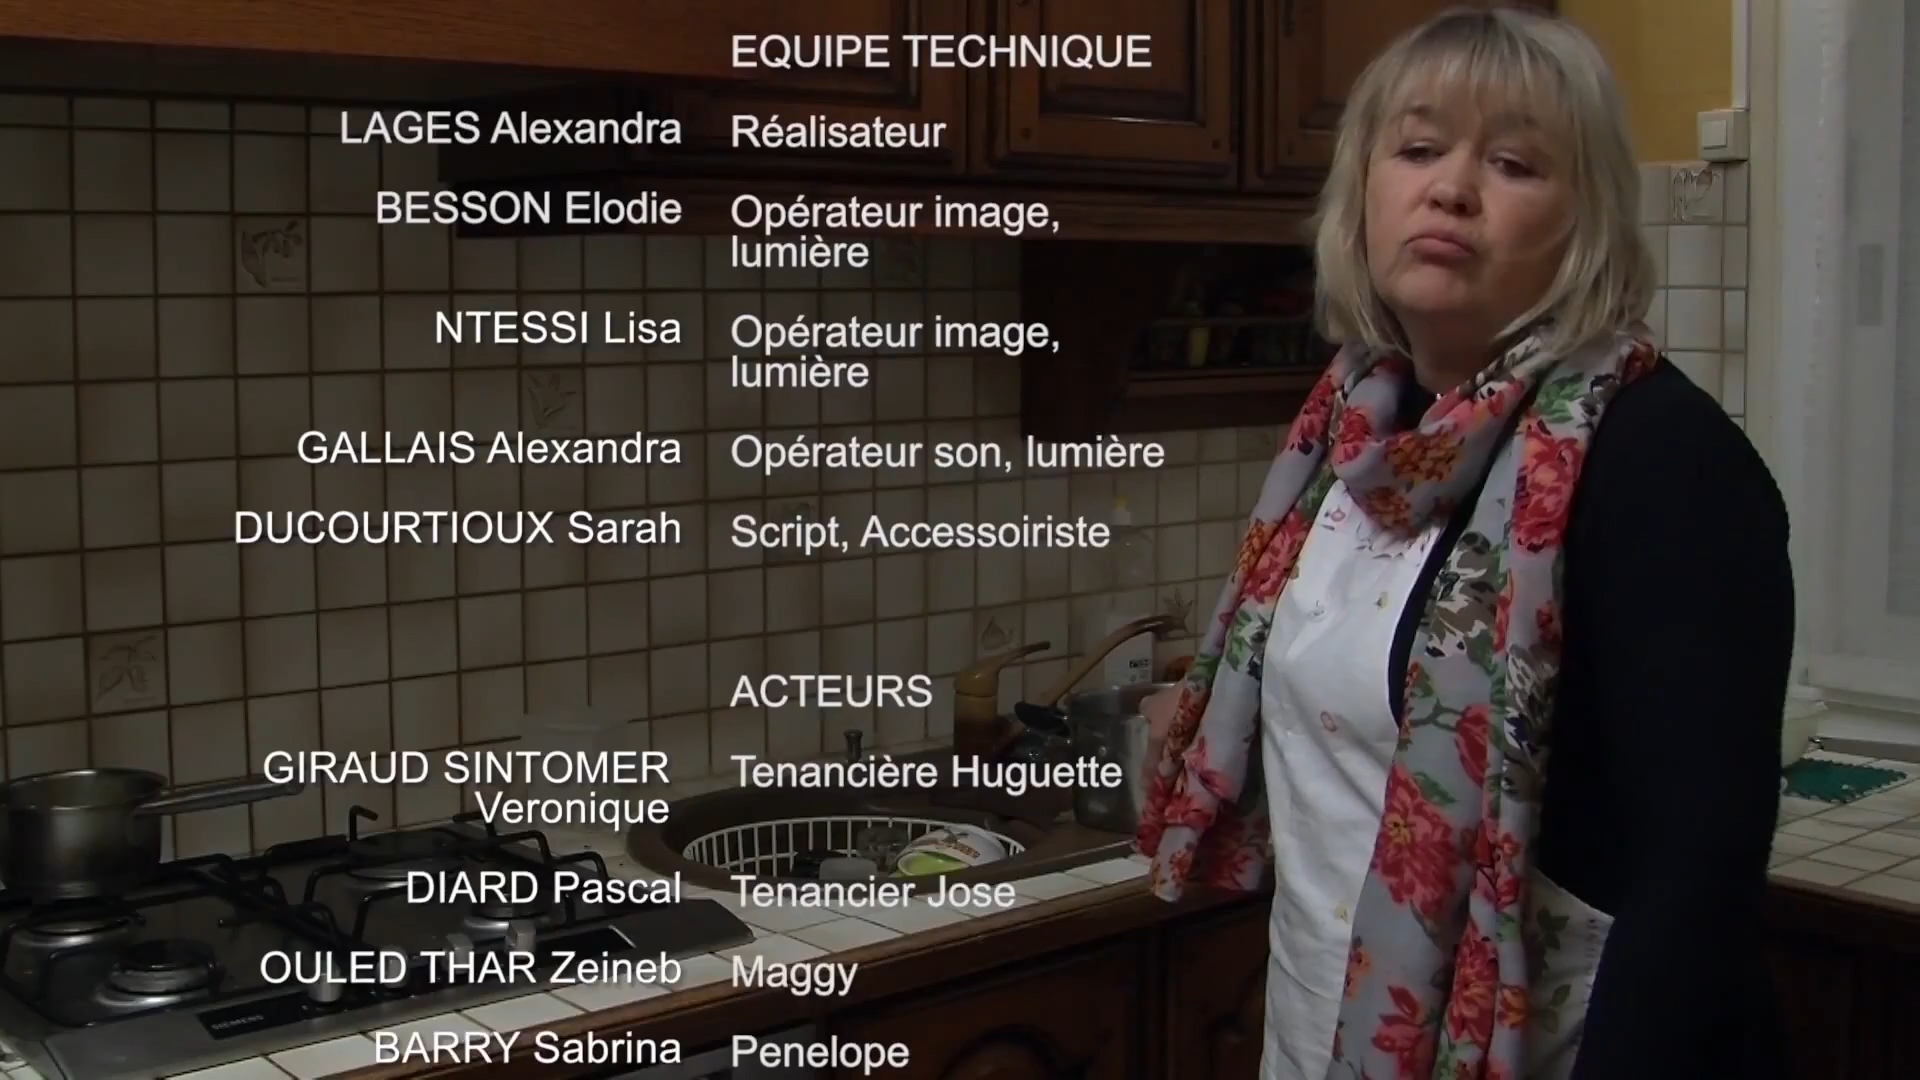 EQUIPE TECHNIQUE
LAGES Alexandra Réalisateur
BESSON Elodie Opérateur image,
lumière
NTESSI Lisa Opérateur image,
lumière
GALLAIS Alexandra Opérateur son, lumière
DUCOURTIOUX Sarah Script, Accessoiriste
ACTEURS
GIRAUD SINTOMER Tenancière Huguette
Veronique
DIARD Pascal Tenancier Jose
OULED THAR Zeineb Maggy
BARRY Sabrina Penelope
SIEMENS